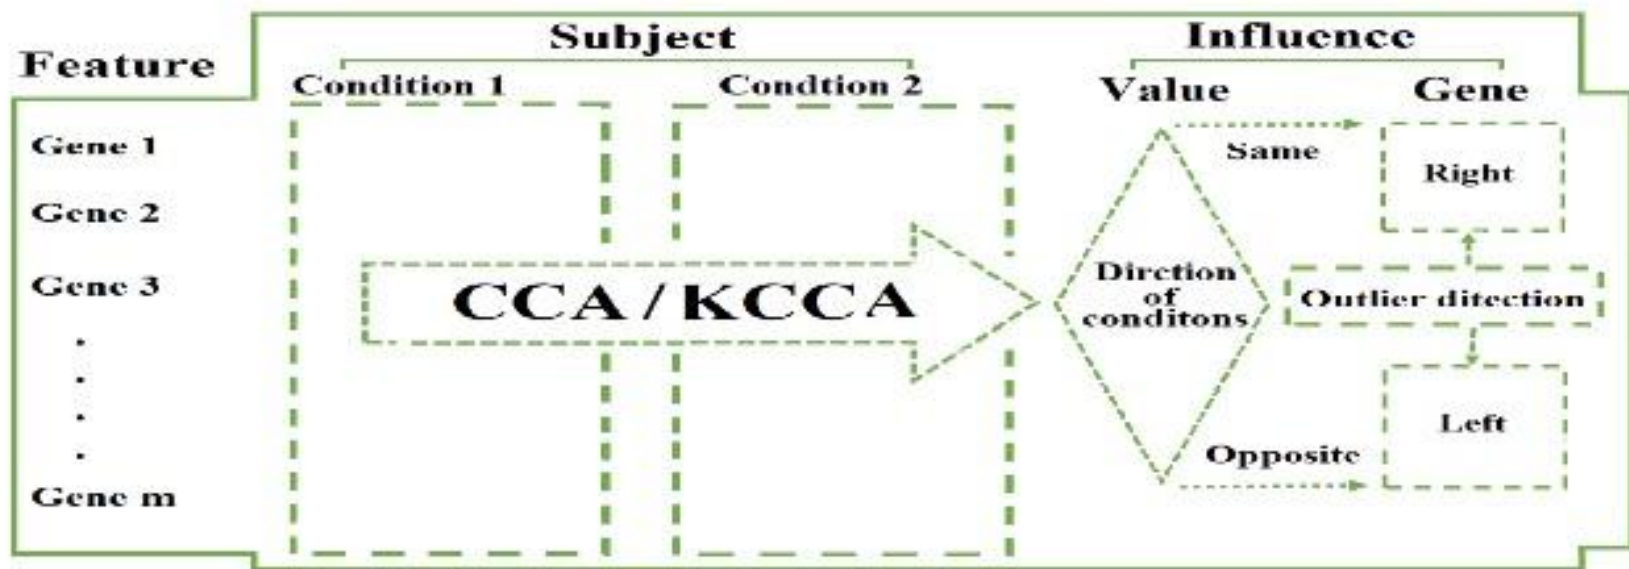 Feature
Subject
Influence
Condition 1
Condtion 2
Value
Gene
Gene 1
Gene 2
Gene 3
.
.
.
.
Gene m
CCA / KCCA
Dirction
of
conditons
Same
Right
Outlier ditection
Left
Opposite